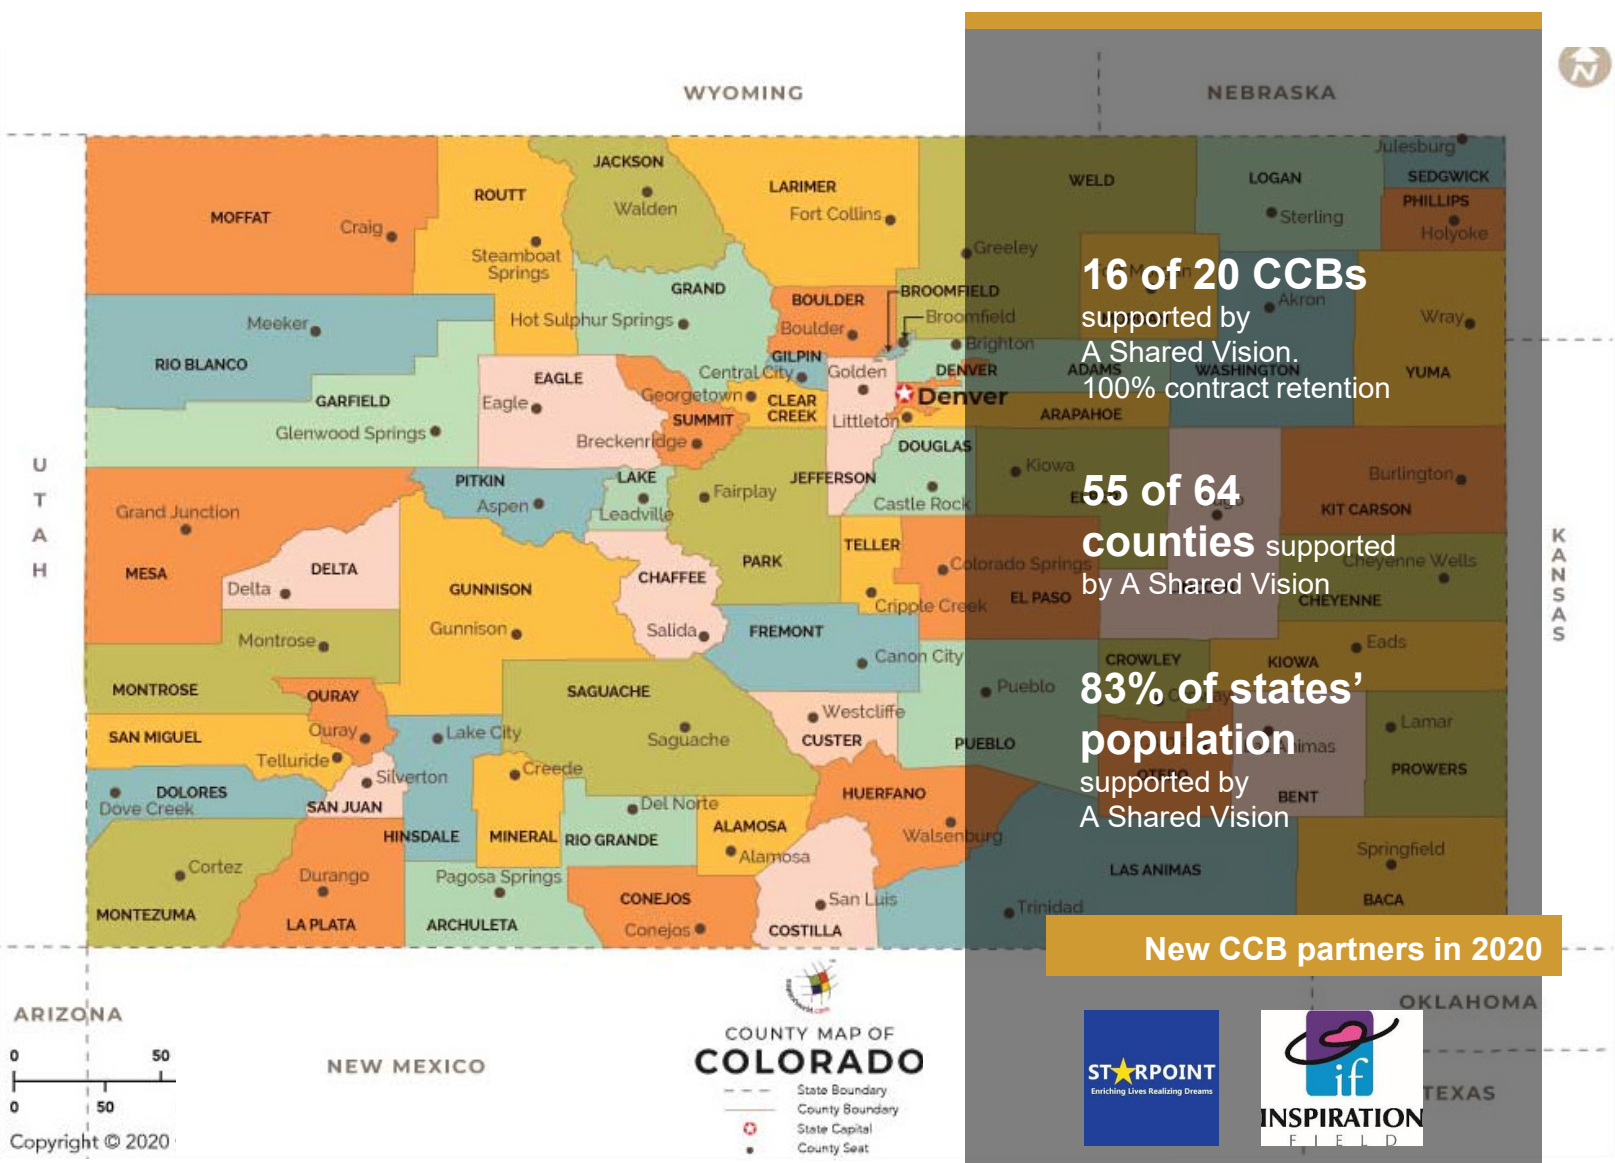 WYOMING
NEBRASKA
N
Julesburg
JACKSON
SEDGWICK
LOGAN
WELD
LARIMER
ROUTT
PHILLIPS
Walden
Fort Collins
MOFFAT
Sterling
Craig
Holyoke
Greeley
Steamboat
Springs
16 of 20 CCBs
supported by
A Shared Vision.
100% contract retention
GRAND
BROOMFIELD
BOULDER
Akron
Hot Sulphur Springs
Broomfield
Wray
Meeker
Boulder
Brighton
GILPIN
RIO BLANCO
Central City
Golden
DENVER
ADAMS
WASHINGTON
YUMA
EAGLE
Georgetown
Denver
GARFIELD
Eagle
CLEAR
CREEK
ARAPAHOE
SUMMIT
Littleton
Glenwood Springs
Breckenridge
DOUGLAS
UTAH
Kiowa
Burlington
PITKIN
LAKE
JEFFERSON
Aspen
Fairplay
Castle Rock
Leadville
55 of 64
counties supported
by A Shared Vision
Grand Junction
KIT CARSON
KANSAS
TELLER
PARK
Colorado Springs
Cheyenne Wells
MESA
DELTA
CHAFFEE
Delta
GUNNISON
EL PASO
CHEYENNE
Cripple Creek
Gunnison
Salida
FREMONT
Montrose
Eads
Canon City
CROWLEY
KIOWA
83% of states’
population
supported by
A Shared Vision
MONTROSE
OURAY
SAGUACHE
Pueblo
Westcliffe
Lamar
Ouray
Lake City
SAN MIGUEL
Saguache
CUSTER
PUEBLO
Telluride
Creede
PROWERS
Silverton
OTERO
DOLORES
HUERFANO
BENT
Dove Creek
SAN JUAN
Del Norte
HINSDALE
MINERAL
RIO GRANDE
ALAMOSA
Walsenburg
Alamosa
Springfield
Cortez
Durango
Pagosa Springs
LAS ANIMAS
CONEJOS
San Luis
BACA
Trinidad
MONTEZUMA
LA PLATA
ARCHULETA
Conejos
COSTILLA
New CCB partners in 2020
OKLAHOMA
ARIZONA
NEW MEXICO
TEXAS
0 50
0 50
Copyright © 2020
COUNTY MAP OF
COLORADO
State Boundary
County Boundary
State Capital
County Seat
STARPOINT
Enriching Lives Realizing Dreams
if
INSPIRATION
FIELD